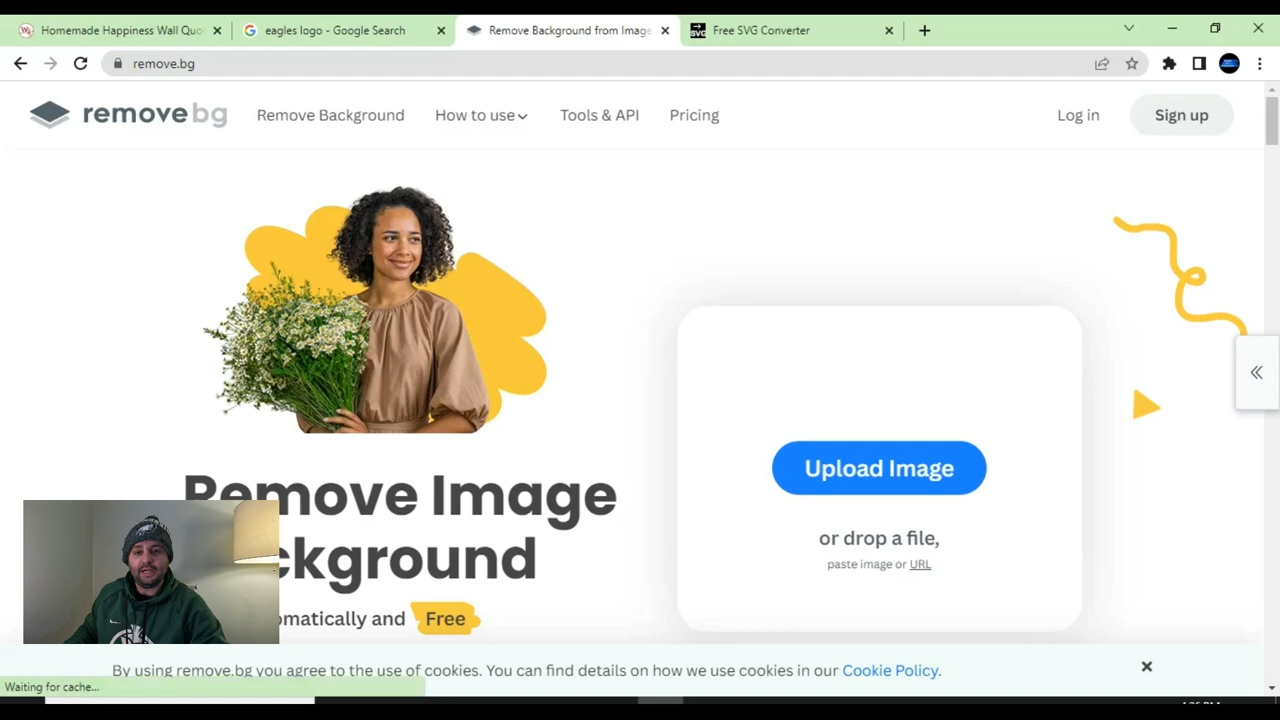 Homemade Happiness Wall Quo
eagles logo - Google Search
Remove Background from Image
SVG
Free SVG Converter
remove.bg
removebg
Remove Background
How to use
Tools & API
Pricing
Log in
Sign up
Upload Image
or drop a file,
paste image or URL
Remove Image
ckground
omatically and Free
By using remove.bg you agree to the use of cookies. You can find details on how we use cookies in our Cookie Policy.
Waiting for cache...